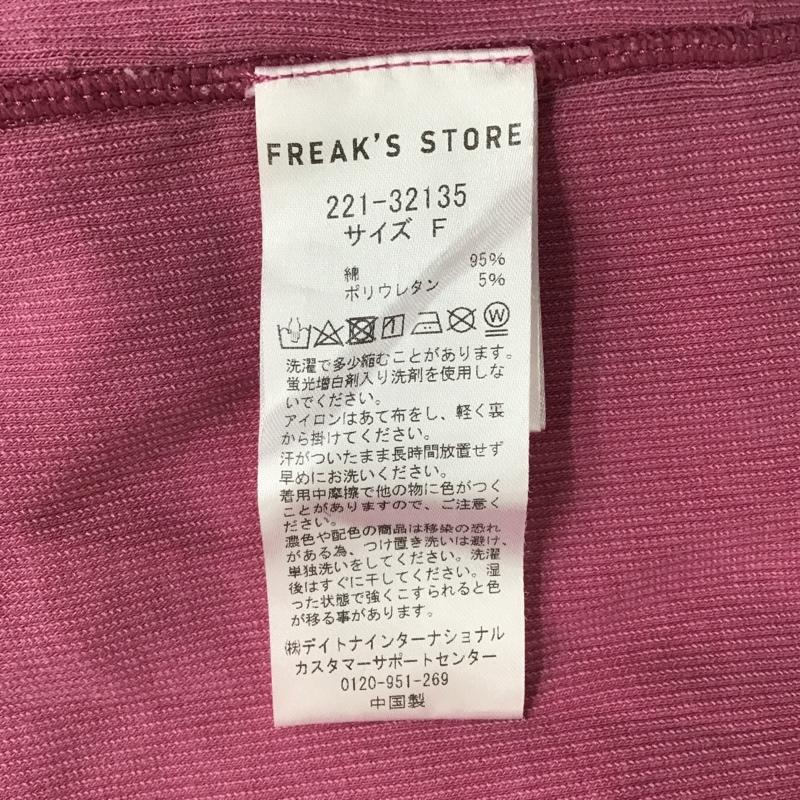 FREAK'S STORE
221-32135
サイズ F
綿 95%
ポリウレタン 5%
W
洗濯で多少縮むことがあります。
蛍光増白剤入り洗剤を使用しな
いでください。
アイロンはあて布をし、軽く裏
から掛けてください。
汗がついたまま長時間放置せず
早めにお洗いください。
着用中摩擦で他の物に色がつく
ことがありますので、ご注意く
ださい。
濃色や配色の商品は移染の恐れ
がある為、つけ置き洗いは避け、
単独洗いをしてください。洗濯
後はすぐに干してください。湿
った状態で強くこすられると色
が移る事があります。
㈱デイトナインターナショナル
カスタマーサポートセンター
0120-951-269
中国製